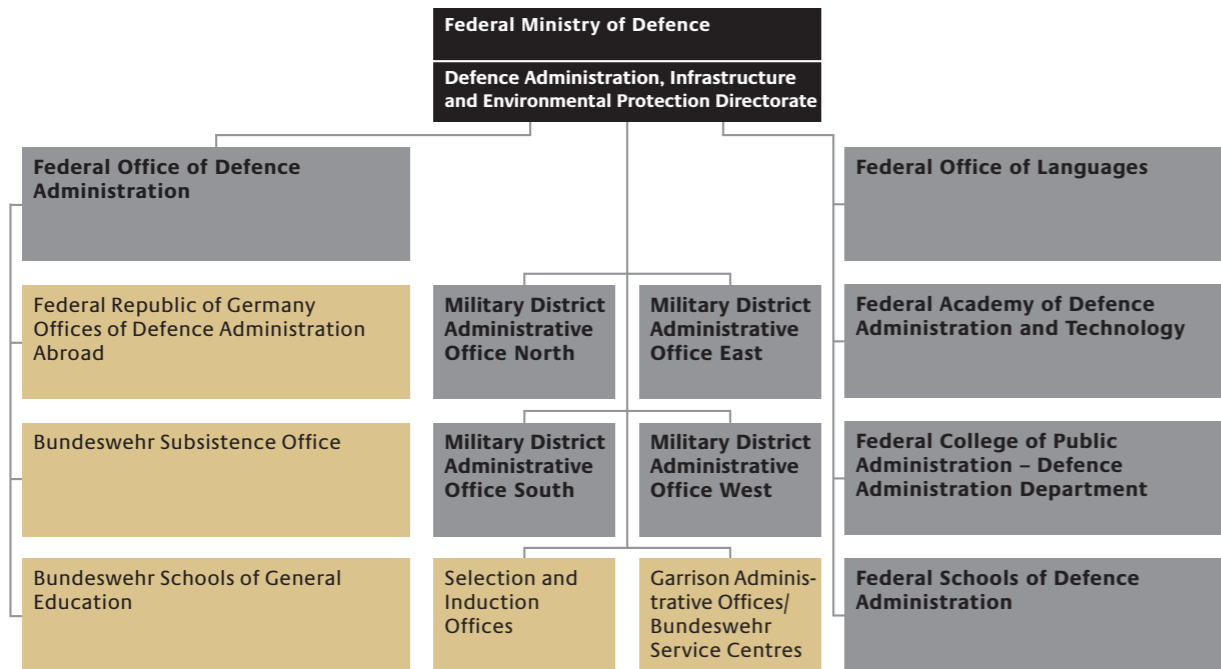 Federal Ministry of Defence
Defence Administration, Infrastructure
and Environmental Protection Directorate
Federal Office of Defence
Administration
Federal Office of Languages
Federal Republic of Germany
Offices of Defence Administration
Abroad
Military District
Administrative
Office North
Military District
Administrative
Office East
Federal Academy of Defence
Administration and Technology
Bundeswehr Subsistence Office
Military District
Administrative
Office South
Military District
Administrative
Office West
Federal College of Public
Administration – Defence
Administration Department
Bundeswehr Schools of General
Education
Selection and
Induction
Offices
Garrison Adminis-
trative Offices/
Bundeswehr
Service Centres
Federal Schools of Defence
Administration